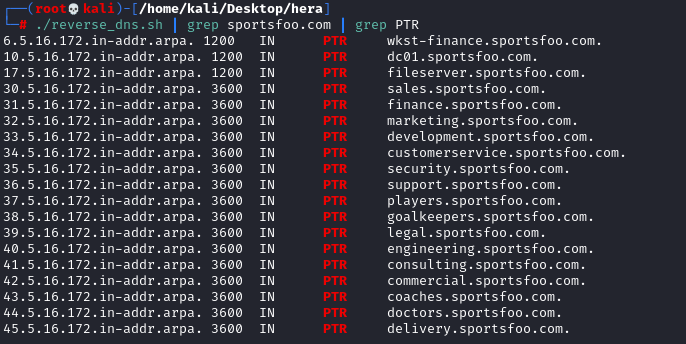 ┌──(root💀kali)-[/home/kali/Desktop/hera]
└─# ./reverse_dns.sh | grep sportsfoo.com | grep PTR
6.5.16.172.in-addr.arpa. 1200 IN PTR wkst-finance.sportsfoo.com.
10.5.16.172.in-addr.arpa. 1200 IN PTR dc01.sportsfoo.com.
17.5.16.172.in-addr.arpa. 1200 IN PTR fileserver.sportsfoo.com.
30.5.16.172.in-addr.arpa. 3600 IN PTR sales.sportsfoo.com.
31.5.16.172.in-addr.arpa. 3600 IN PTR finance.sportsfoo.com.
32.5.16.172.in-addr.arpa. 3600 IN PTR marketing.sportsfoo.com.
33.5.16.172.in-addr.arpa. 3600 IN PTR development.sportsfoo.com.
34.5.16.172.in-addr.arpa. 3600 IN PTR customerservice.sportsfoo.com.
35.5.16.172.in-addr.arpa. 3600 IN PTR security.sportsfoo.com.
36.5.16.172.in-addr.arpa. 3600 IN PTR support.sportsfoo.com.
37.5.16.172.in-addr.arpa. 3600 IN PTR players.sportsfoo.com.
38.5.16.172.in-addr.arpa. 3600 IN PTR goalkeepers.sportsfoo.com.
39.5.16.172.in-addr.arpa. 3600 IN PTR legal.sportsfoo.com.
40.5.16.172.in-addr.arpa. 3600 IN PTR engineering.sportsfoo.com.
41.5.16.172.in-addr.arpa. 3600 IN PTR consulting.sportsfoo.com.
42.5.16.172.in-addr.arpa. 3600 IN PTR commercial.sportsfoo.com.
43.5.16.172.in-addr.arpa. 3600 IN PTR coaches.sportsfoo.com.
44.5.16.172.in-addr.arpa. 3600 IN PTR doctors.sportsfoo.com.
45.5.16.172.in-addr.arpa. 3600 IN PTR delivery.sportsfoo.com.